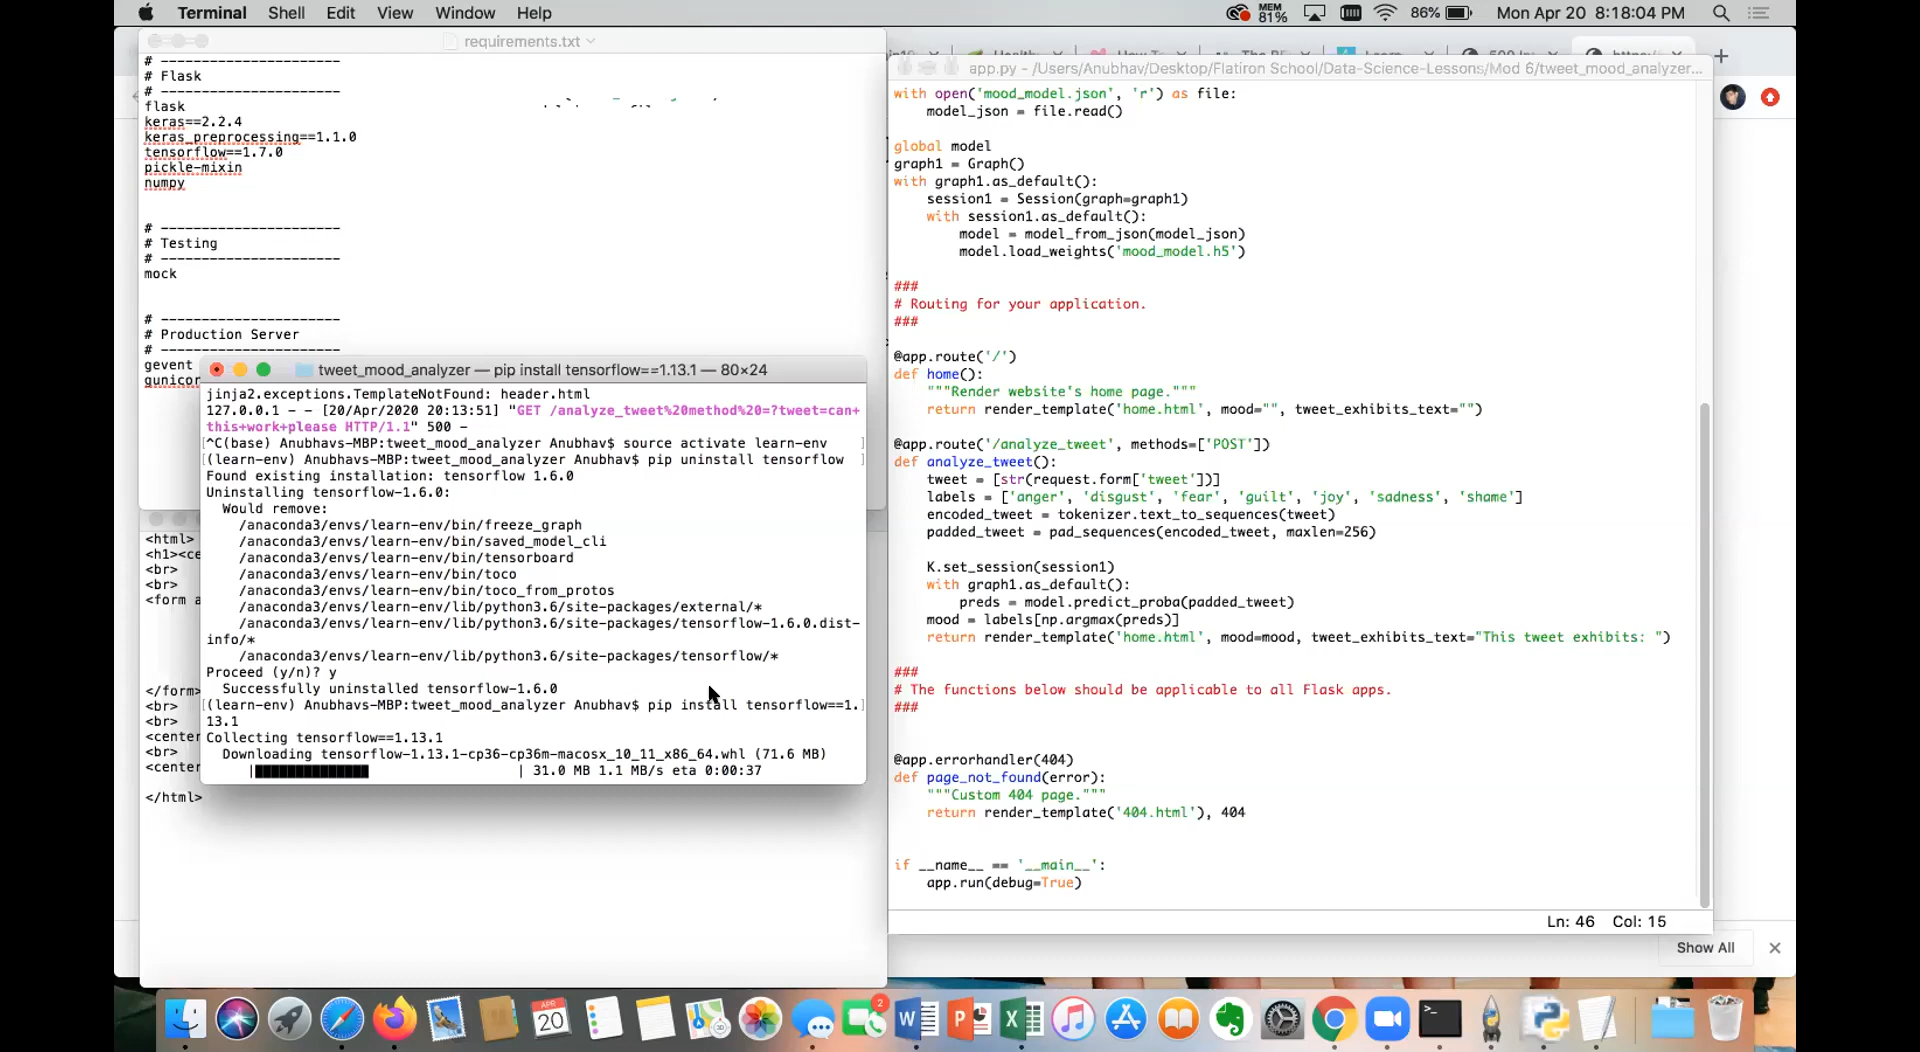 Terminal Shell Edit View Window Help MEM 81% 86% Mon Apr 20 8:18:04 PM
requirements.txt
# ----------------------
# Flask
# ----------------------
flask
keras==2.2.4
keras_preprocessing==1.1.0
tensorflow==1.7.0
pickle-mixin
numpy
# ----------------------
# Testing
# ----------------------
mock
# ----------------------
# Production Server
# ----------------------
gevent
gunicor
tweet_mood_analyzer — pip install tensorflow==1.13.1 — 80×24
jinja2.exceptions.TemplateNotFound: header.html
127.0.0.1 - - [20/Apr/2020 20:13:51] "GET /analyze_tweet%20method%20=?tweet=can+
this+work+please HTTP/1.1" 500 -
[^C(base) Anubhavs-MBP:tweet_mood_analyzer Anubhav$ source activate learn-env ]
[(learn-env) Anubhavs-MBP:tweet_mood_analyzer Anubhav$ pip uninstall tensorflow ]
Found existing installation: tensorflow 1.6.0
Uninstalling tensorflow-1.6.0:
Would remove:
/anaconda3/envs/learn-env/bin/freeze_graph
/anaconda3/envs/learn-env/bin/saved_model_cli
/anaconda3/envs/learn-env/bin/tensorboard
/anaconda3/envs/learn-env/bin/toco
/anaconda3/envs/learn-env/bin/toco_from_protos
/anaconda3/envs/learn-env/lib/python3.6/site-packages/external/*
/anaconda3/envs/learn-env/lib/python3.6/site-packages/tensorflow-1.6.0.dist-
info/*
/anaconda3/envs/learn-env/lib/python3.6/site-packages/tensorflow/*
Proceed (y/n)? y
Successfully uninstalled tensorflow-1.6.0
[(learn-env) Anubhavs-MBP:tweet_mood_analyzer Anubhav$ pip install tensorflow==1.]
13.1
Collecting tensorflow==1.13.1
Downloading tensorflow-1.13.1-cp36-cp36m-macosx_10_11_x86_64.whl (71.6 MB)
| | 31.0 MB 1.1 MB/s eta 0:00:37
<html>
<h1><ce
<br>
<br>
<form a
</form>
<br>
<br>
<center
<br>
<center
</html>
app.py - /Users/Anubhav/Desktop/Flatiron School/Data-Science-Lessons/Mod 6/tweet_mood_analyzer...
with open('mood_model.json', 'r') as file:
model_json = file.read()
global model
graph1 = Graph()
with graph1.as_default():
session1 = Session(graph=graph1)
with session1.as_default():
model = model_from_json(model_json)
model.load_weights('mood_model.h5')
###
# Routing for your application.
###
@app.route('/')
def home():
"""Render website's home page."""
return render_template('home.html', mood="", tweet_exhibits_text="")
@app.route('/analyze_tweet', methods=['POST'])
def analyze_tweet():
tweet = [str(request.form['tweet'])]
labels = ['anger', 'disgust', 'fear', 'guilt', 'joy', 'sadness', 'shame']
encoded_tweet = tokenizer.text_to_sequences(tweet)
padded_tweet = pad_sequences(encoded_tweet, maxlen=256)
K.set_session(session1)
with graph1.as_default():
preds = model.predict_proba(padded_tweet)
mood = labels[np.argmax(preds)]
return render_template('home.html', mood=mood, tweet_exhibits_text="This tweet exhibits: ")
###
# The functions below should be applicable to all Flask apps.
###
@app.errorhandler(404)
def page_not_found(error):
"""Custom 404 page."""
return render_template('404.html'), 404
if __name__ == '__main__':
app.run(debug=True)
Ln: 46 Col: 15
Show All
APR
20
2